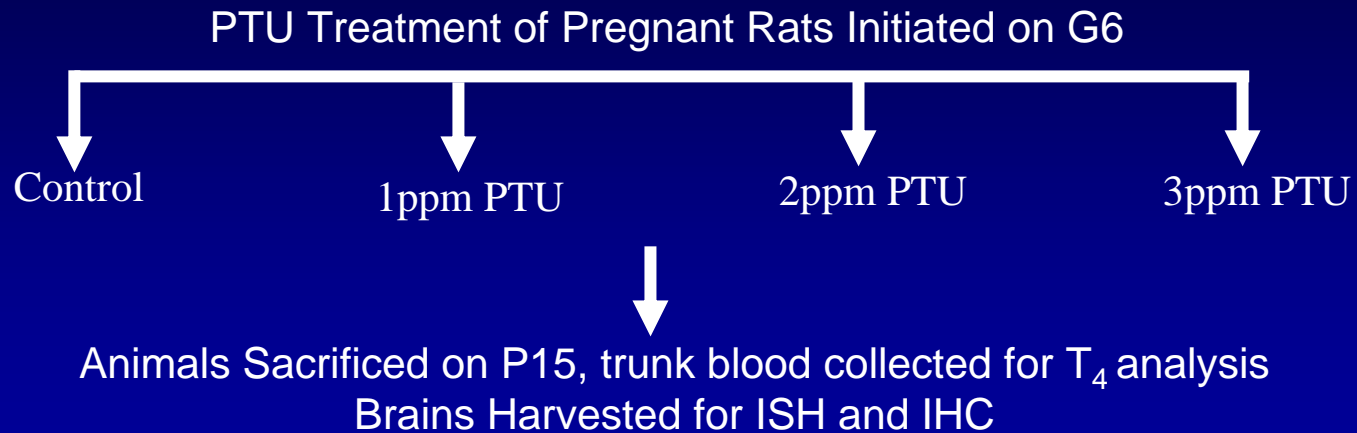 PTU Treatment of Pregnant Rats Initiated on G6
Control 1ppm PTU 2ppm PTU 3ppm PTU
Animals Sacrificed on P15, trunk blood collected for T₄ analysis
Brains Harvested for ISH and IHC